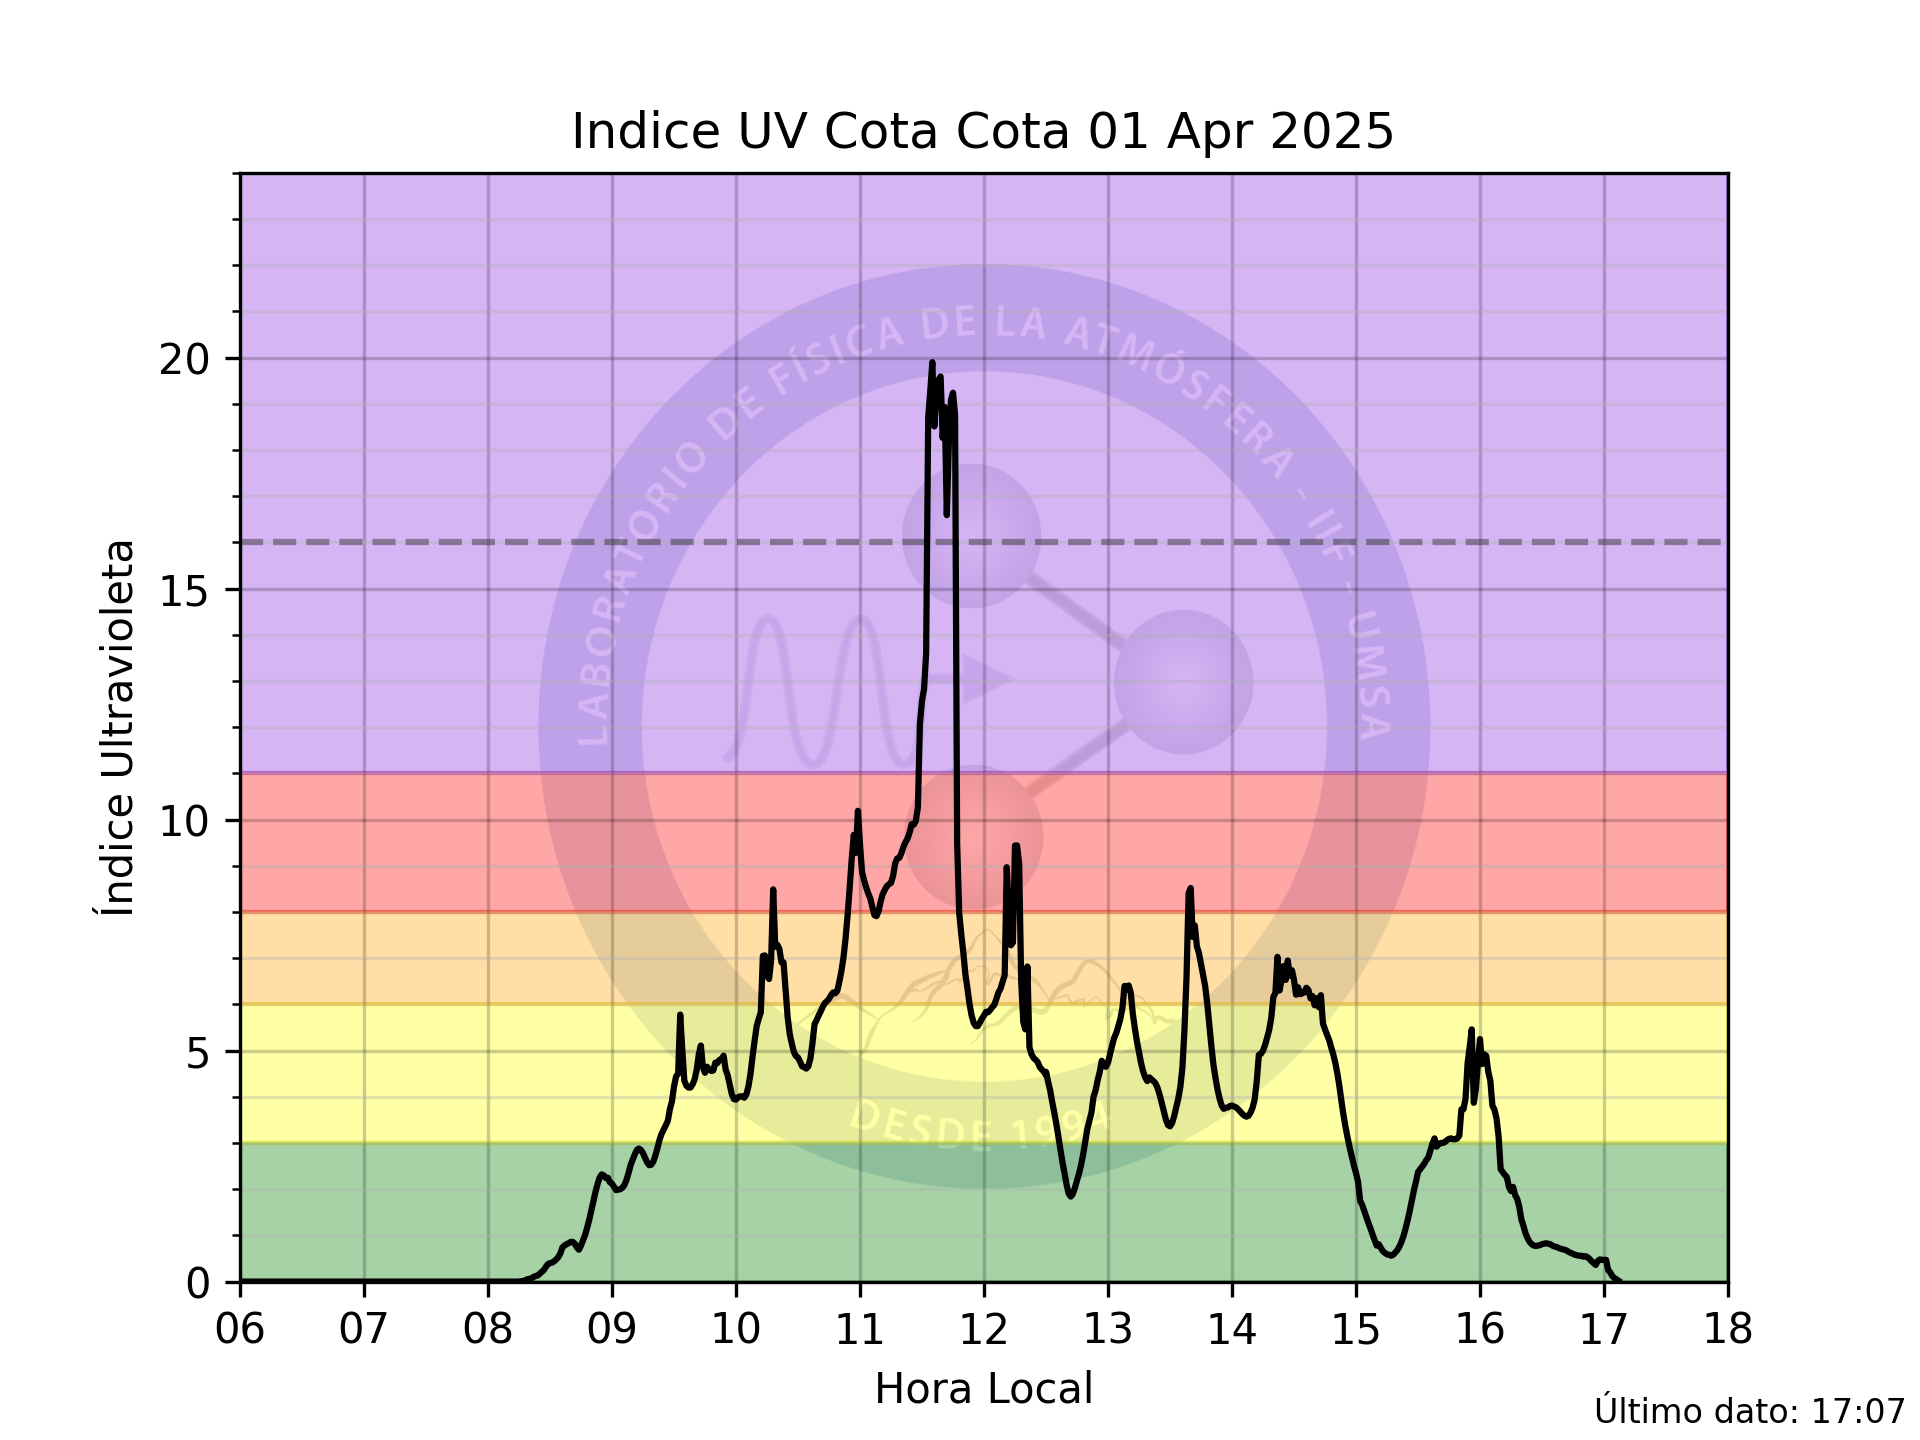 Indice UV Cota Cota 01 Apr 2025
LABORATORIO DE FÍSICA DE LA ATMÓSFERA - IIF - UMSA
DESDE 1994
Índice Ultravioleta
20
15
10
5
0
06 07 08 09 10 11 12 13 14 15 16 17 18
Hora Local
Último dato: 17:07